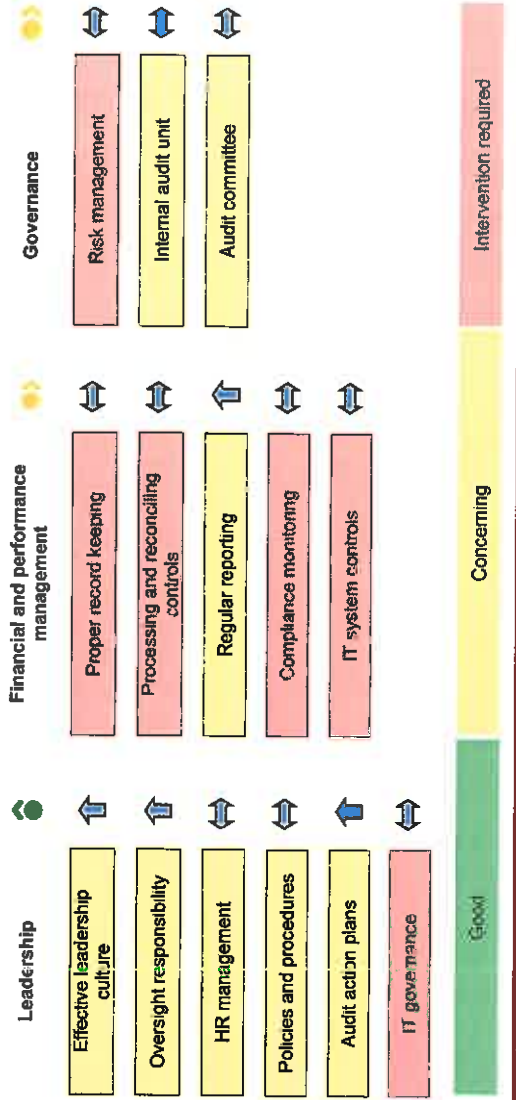 Leadership
Effective leadership
culture
Oversight responsibility
HR management
Policies and procedures
Audit action plans
IT governance
Financial and performance
management
Proper record keeping
Processing and reconciling
controls
Regular reporting
Compliance monitoring
IT system controls
Governance
Risk management
Internal audit unit
Audit committee
Good
Concerning
Intervention required